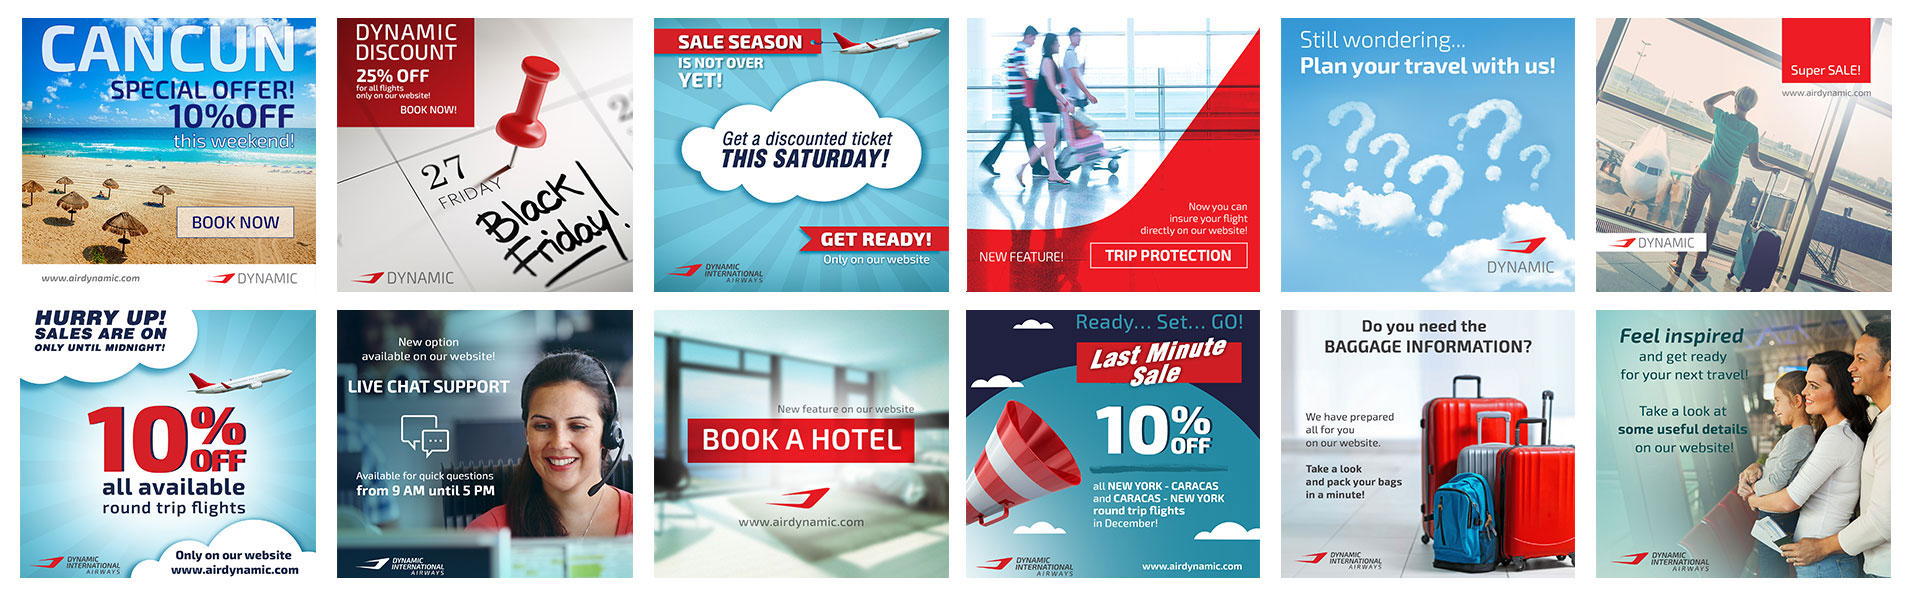 CANCUN
SPECIAL OFFER!
10%OFF
this weekend!
BOOK NOW
www.airdynamic.com
DYNAMIC
DYNAMIC
DISCOUNT
25% OFF
for all flights
only on our website!
BOOK NOW!
27
FRIDAY
Black
Friday!
DYNAMIC
SALE SEASON
IS NOT OVER
YET!
Get a discounted ticket
THIS SATURDAY!
GET READY!
Only on our website
DYNAMIC
INTERNATIONAL
AIRWAYS
Now you can
insure your flight
directly on our website!
NEW FEATURE!
TRIP PROTECTION
Still wondering...
Plan your travel with us!
? ? ? ? ?
DYNAMIC
Super SALE!
www.airdynamic.com
DYNAMIC
HURRY UP!
SALES ARE ON
ONLY UNTIL MIDNIGHT!
10%
OFF
all available
round trip flights
Only on our website
www.airdynamic.com
DYNAMIC
INTERNATIONAL
AIRWAYS
New option
available on our website!
LIVE CHAT SUPPORT
Available for quick questions
from 9 AM until 5 PM
DYNAMIC
INTERNATIONAL
AIRWAYS
New feature on our website
BOOK A HOTEL
www.airdynamic.com
Ready... Set... GO!
Last Minute
Sale
10%
OFF
all NEW YORK - CARACAS
and CARACAS - NEW YORK
round trip flights
in December!
DYNAMIC
INTERNATIONAL
AIRWAYS
www.airdynamic.com
Do you need the
BAGGAGE INFORMATION?
We have prepared
all for you
on our website.
Take a look
and pack your bags
in a minute!
DYNAMIC
INTERNATIONAL
AIRWAYS
Feel inspired
and get ready
for your next travel!
Take a look at
some useful details
on our website!
DYNAMIC
INTERNATIONAL
AIRWAYS